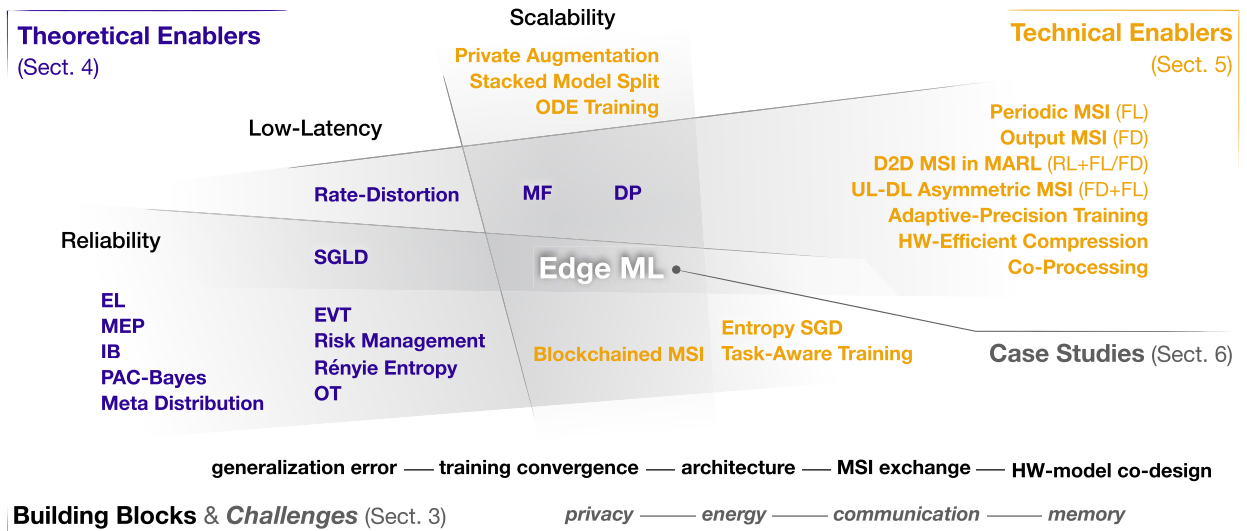 Theoretical Enablers
(Sect. 4)
Scalability
Private Augmentation
Stacked Model Split
ODE Training
Technical Enablers
(Sect. 5)
Low-Latency
Rate-Distortion
MF
DP
Periodic MSI (FL)
Output MSI (FD)
D2D MSI in MARL (RL+FL/FD)
UL-DL Asymmetric MSI (FD+FL)
Adaptive-Precision Training
HW-Efficient Compression
Co-Processing
Reliability
SGLD
Edge ML
EL
MEP
IB
PAC-Bayes
Meta Distribution
EVT
Risk Management
Rényie Entropy
OT
Blockchained MSI
Entropy SGD
Task-Aware Training
Case Studies (Sect. 6)
generalization error — training convergence — architecture — MSI exchange — HW-model co-design
Building Blocks & Challenges (Sect. 3)
privacy — energy — communication — memory